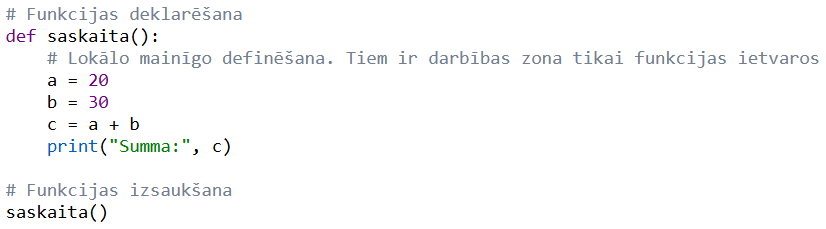 # Funkcijas deklarēšana
def saskaita():
    # Lokālo mainīgo definēšana. Tiem ir darbības zona tikai funkcijas ietvaros
    a = 20
    b = 30
    c = a + b
    print("Summa:", c)

# Funkcijas izsaukšana
saskaita()